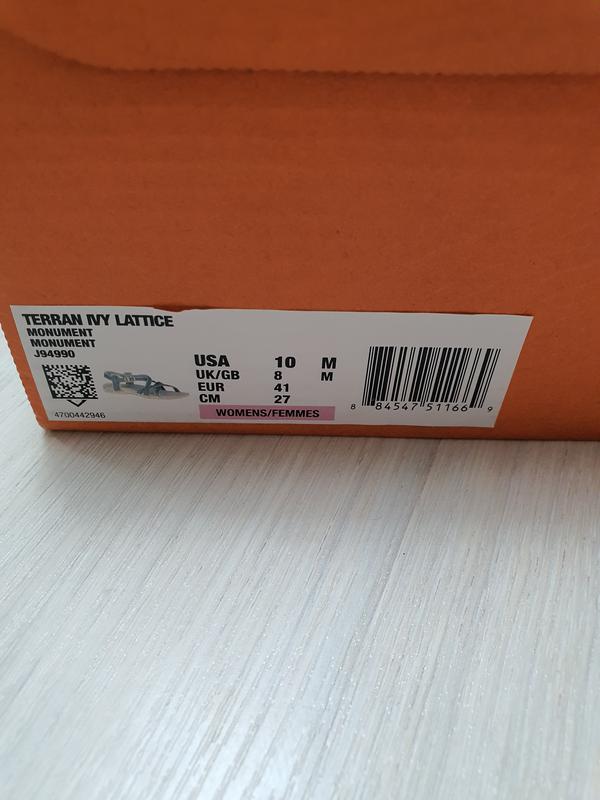 TERRAN IVY LATTICE
MONUMENT
MONUMENT
J94990
4700442946
USA 10 M
UK/GB 8 M
EUR 41
CM 27
WOMENS/FEMMES
8 84547 51166 9